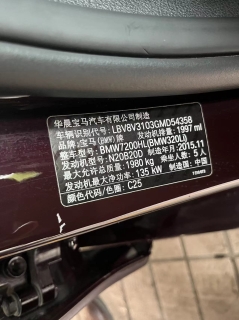 华晨宝马汽车有限公司制造
车辆识别代号：LBV8V3103GMD54358
品牌：宝马(BMW)牌 发动机排量：1997 ml
整车型号：BMW7200HL(BMW320Li)
发动机型号：N20B20D 制造年月：2015.11
最大允许总质量：1980 kg 乘坐人数：5人
发动机最大净功率：135 kW 制造国：中国
颜色代码/色：C25